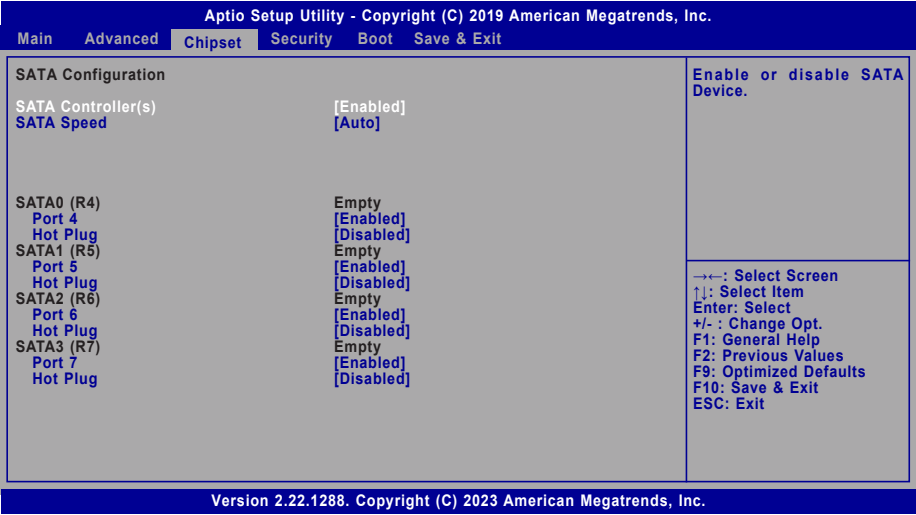 Aptio Setup Utility - Copyright (C) 2019 American Megatrends, Inc.
Main Advanced Chipset Security Boot Save & Exit
SATA Configuration
SATA Controller(s) [Enabled]
SATA Speed [Auto]
SATA0 (R4) Empty
Port 4 [Enabled]
Hot Plug [Disabled]
SATA1 (R5) Empty
Port 5 [Enabled]
Hot Plug [Disabled]
SATA2 (R6) Empty
Port 6 [Enabled]
Hot Plug [Disabled]
SATA3 (R7) Empty
Port 7 [Enabled]
Hot Plug [Disabled]
Enable or disable SATA
Device.
→←: Select Screen
↑↓: Select Item
Enter: Select
+/- : Change Opt.
F1: General Help
F2: Previous Values
F9: Optimized Defaults
F10: Save & Exit
ESC: Exit
Version 2.22.1288. Copyright (C) 2023 American Megatrends, Inc.